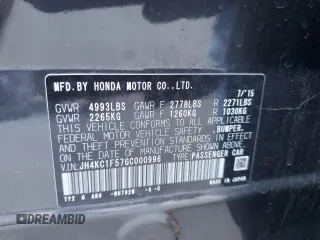 MFD.BY HONDA MOTOR CO.,LTD.
7/'15
GVWR 4993LBS GAWR F 2778LBS R 2271LBS
GVWR 2265KG GAWR F 1260KG R 1030KG
THIS VEHICLE CONFORMS TO ALL APPLICABLE
FEDERAL MOTOR VEHICLE SAFETY, BUMPER,
AND THEFT PREVENTION STANDARDS IN EFFECT
ON THE DATE OF MANUFACTURE SHOWN ABOVE.
V.I.N: JH4KC1F57GC000996 PASSENGER CAR
TY2 G A50
MADE IN JAPAN
DREAMBID